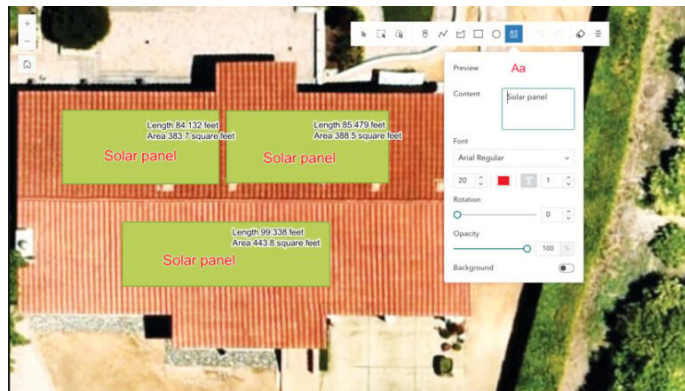 Preview Aa
Content
Solar panel
Font
Arial Regular
20
1
Rotation
0
Opacity
100 %
Background
Length 84.132 feet
Area 383.7 square feet
Solar panel
Length 85.479 feet
Area 388.5 square feet
Solar panel
Length 99.338 feet
Area 443.8 square feet
Solar panel